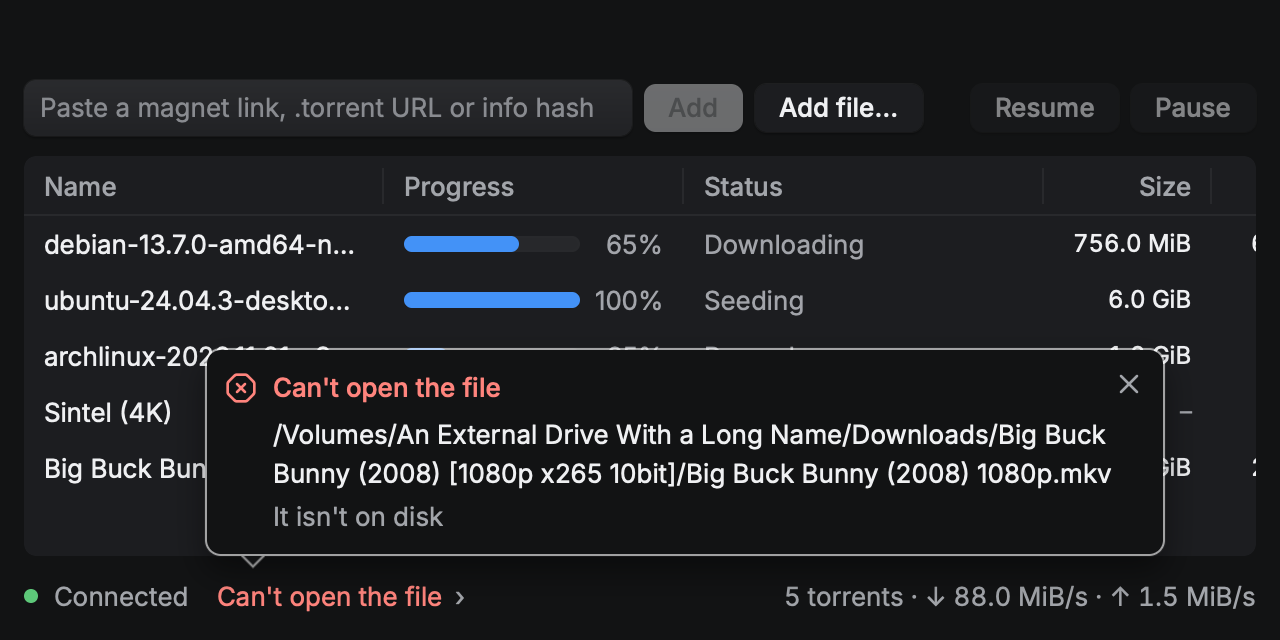 Paste a magnet link, .torrent URL or info hash
Add
Add file...
Resume
Pause
Name Progress Status Size
debian-13.7.0-amd64-n... 65% Downloading 756.0 MiB
ubuntu-24.04.3-deskto... 100% Seeding 6.0 GiB
Sintel (4K) –
Big Buck Bun
Can't open the file
/Volumes/An External Drive With a Long Name/Downloads/Big Buck
Bunny (2008) [1080p x265 10bit]/Big Buck Bunny (2008) 1080p.mkv
It isn't on disk
Connected Can't open the file ›
5 torrents · ↓ 88.0 MiB/s · ↑ 1.5 MiB/s